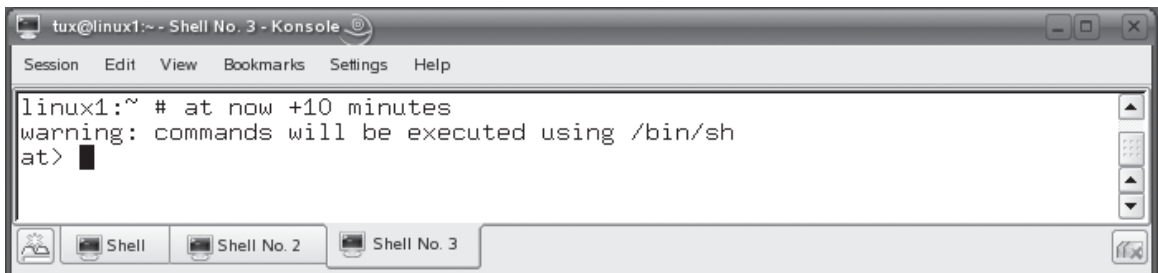 tux@linux1:~ - Shell No. 3 - Konsole
Session Edit View Bookmarks Settings Help
linux1:~ # at now +10 minutes
warning: commands will be executed using /bin/sh
at>
Shell Shell No. 2 Shell No. 3